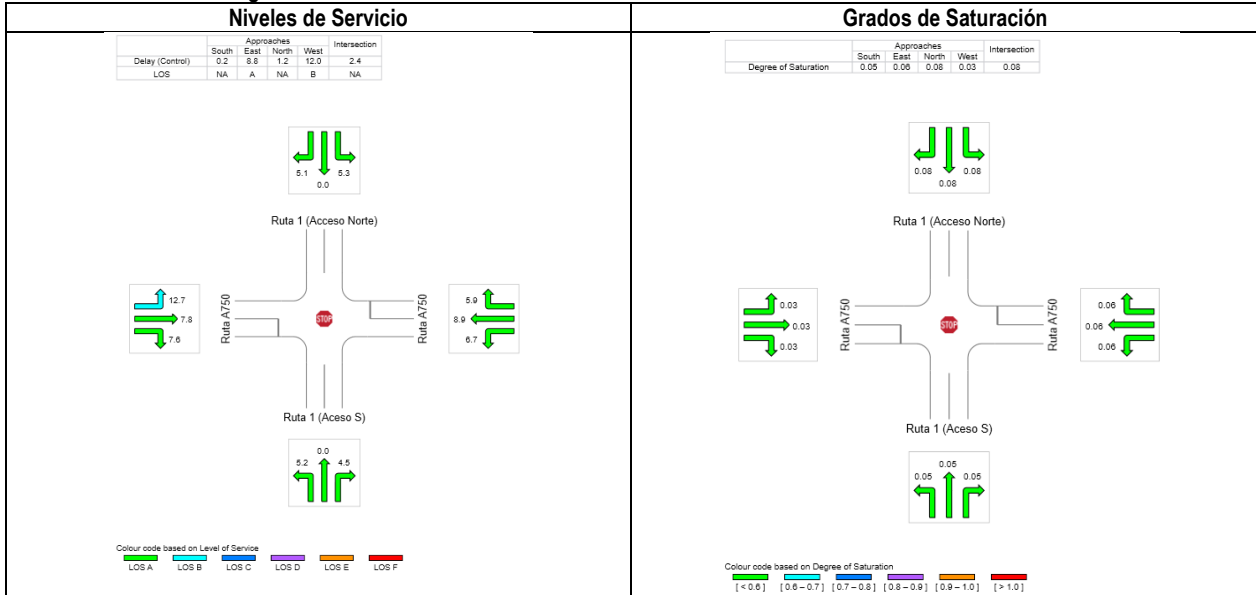 Niveles de Servicio
Approaches Intersection
South East North West
Delay (Control) 0.2 8.8 1.2 12.0 2.4
LOS NA A NA B NA
5.1 5.3
0.0
Ruta 1 (Acceso Norte)
12.7
7.8
7.6
Ruta A750
Ruta A750
5.9
8.9
6.7
STOP
Ruta 1 (Aceso S)
0.0
5.2 4.5
Colour code based on Level of Service
LOS A LOS B LOS C LOS D LOS E LOS F
Grados de Saturación
Approaches Intersection
South East North West
Degree of Saturation 0.05 0.06 0.08 0.03 0.08
0.08 0.08
0.08
Ruta 1 (Acceso Norte)
0.03
0.03
0.03
Ruta A750
Ruta A750
0.06
0.06
0.06
STOP
Ruta 1 (Aceso S)
0.05
0.05 0.05
Colour code based on Degree of Saturation
[ < 0.6 ] [ 0.6 – 0.7 ] [ 0.7 – 0.8 ] [ 0.8 – 0.9 ] [ 0.9 – 1.0 ] [ > 1.0 ]